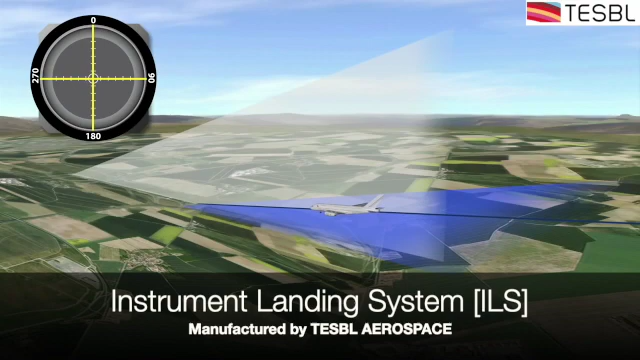 0
270
90
180
TESBL
Instrument Landing System [ILS]
Manufactured by TESBL AEROSPACE